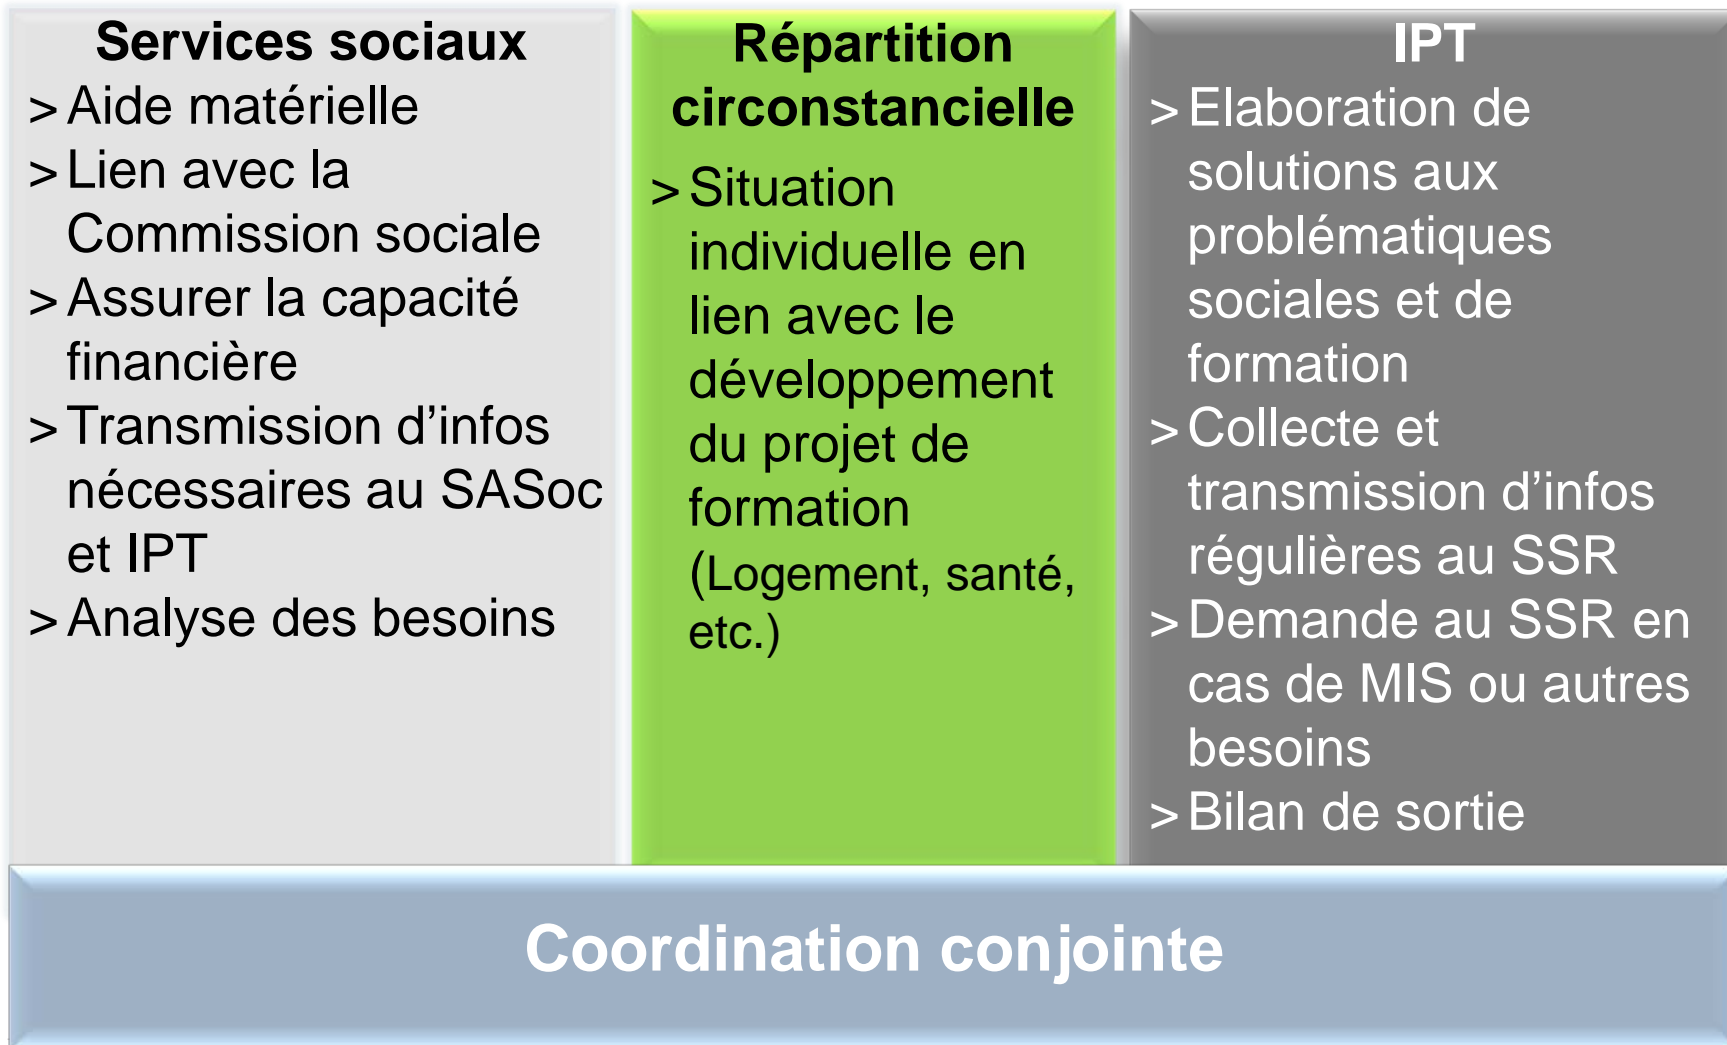 Services sociaux
> Aide matérielle
> Lien avec la
Commission sociale
> Assurer la capacité
financière
> Transmission d’infos
nécessaires au SASoc
et IPT
> Analyse des besoins
Répartition
circonstancielle
> Situation
individuelle en
lien avec le
développement
du projet de
formation
(Logement, santé,
etc.)
IPT
> Elaboration de
solutions aux
problématiques
sociales et de
formation
> Collecte et
transmission d’infos
régulières au SSR
> Demande au SSR en
cas de MIS ou autres
besoins
> Bilan de sortie
Coordination conjointe